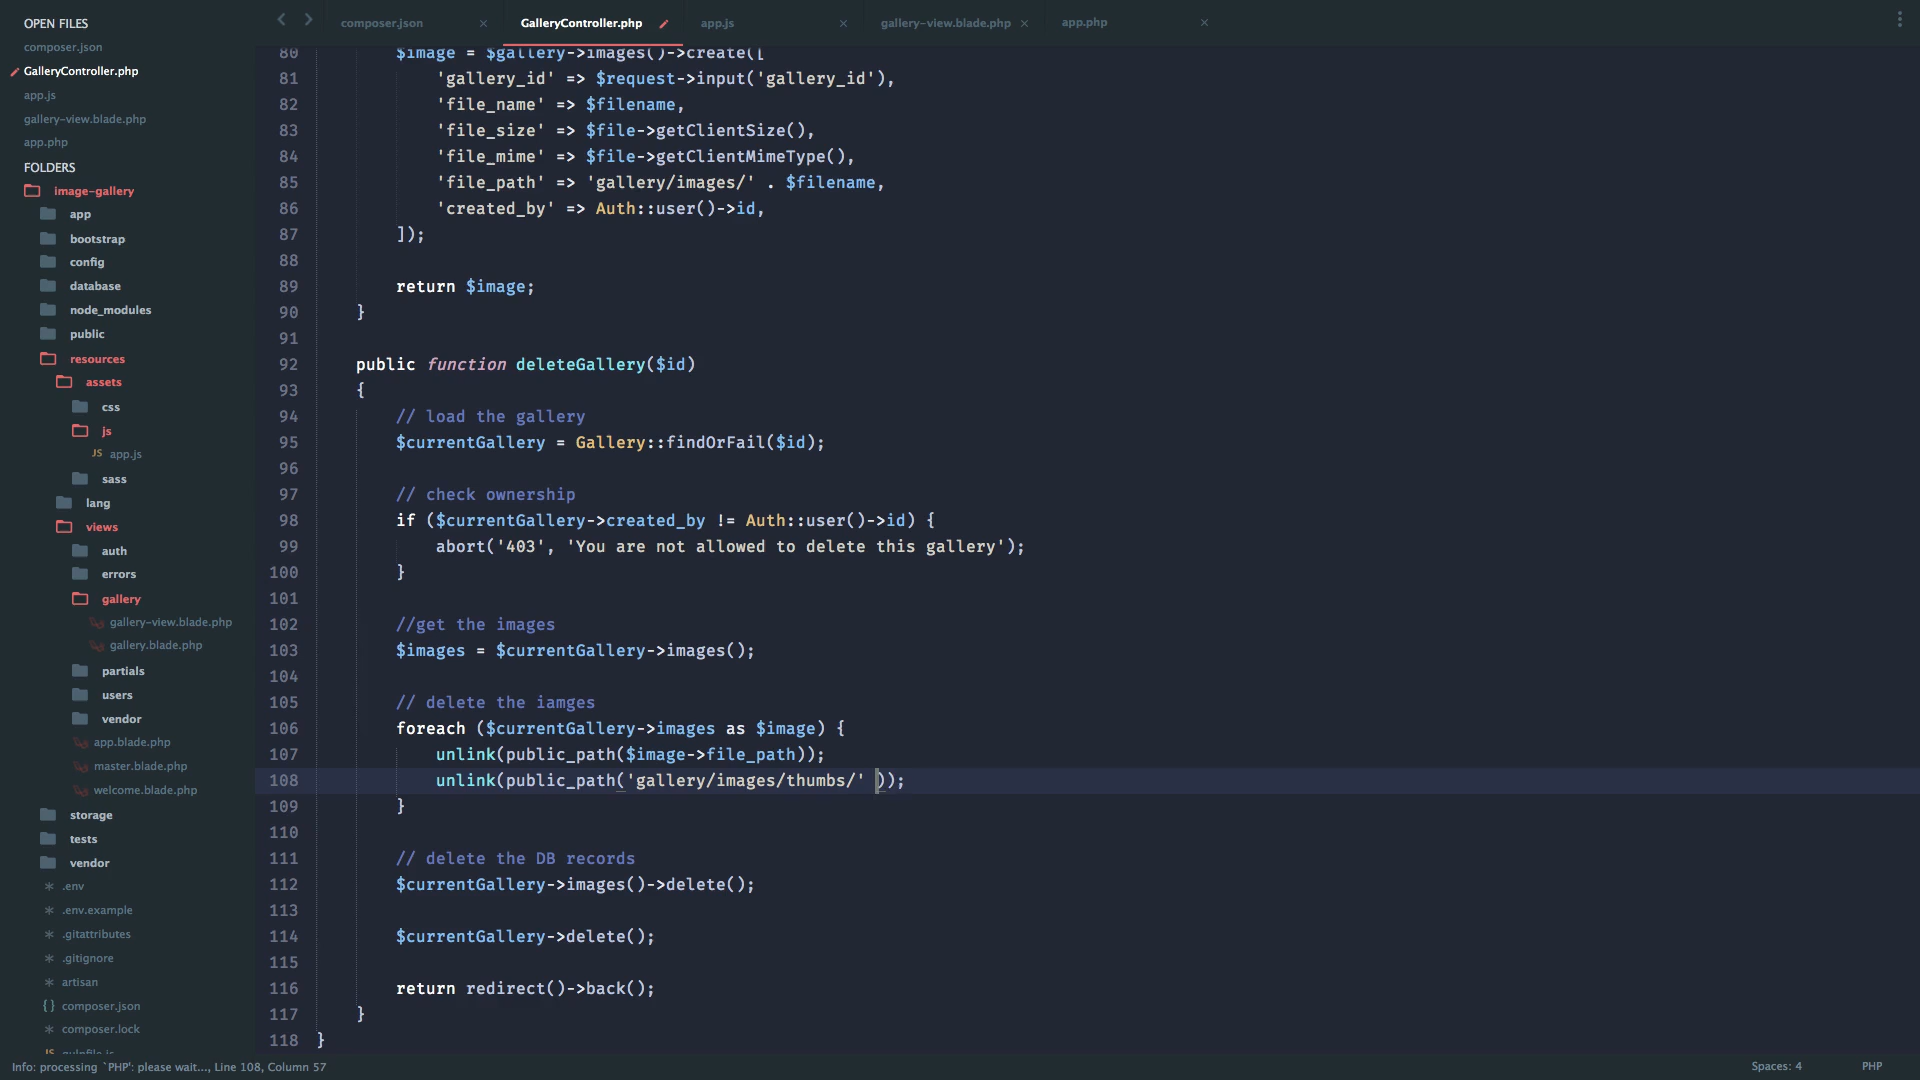 OPEN FILES
composer.json
GalleryController.php
app.js
gallery-view.blade.php
app.php
FOLDERS
image-gallery
app
bootstrap
config
database
node_modules
public
resources
assets
css
js
JS app.js
sass
lang
views
auth
errors
gallery
gallery-view.blade.php
gallery.blade.php
partials
users
vendor
app.blade.php
master.blade.php
welcome.blade.php
storage
tests
vendor
.env
.env.example
.gitattributes
.gitignore
artisan
{} composer.json
composer.lock
JS gulpfile.js
composer.json
GalleryController.php
app.js
gallery-view.blade.php
app.php
80 $image = $gallery->images()->create([
81 'gallery_id' => $request->input('gallery_id'),
82 'file_name' => $filename,
83 'file_size' => $file->getClientSize(),
84 'file_mime' => $file->getClientMimeType(),
85 'file_path' => 'gallery/images/' . $filename,
86 'created_by' => Auth::user()->id,
87 ]);
88
89 return $image;
90 }
91
92 public function deleteGallery($id)
93 {
94 // load the gallery
95 $currentGallery = Gallery::findOrFail($id);
96
97 // check ownership
98 if ($currentGallery->created_by != Auth::user()->id) {
99 abort('403', 'You are not allowed to delete this gallery');
100 }
101
102 //get the images
103 $images = $currentGallery->images();
104
105 // delete the iamges
106 foreach ($currentGallery->images as $image) {
107 unlink(public_path($image->file_path));
108 unlink(public_path('gallery/images/thumbs/' ));
109 }
110
111 // delete the DB records
112 $currentGallery->images()->delete();
113
114 $currentGallery->delete();
115
116 return redirect()->back();
117 }
118 }
Info: processing `PHP': please wait..., Line 108, Column 57
Spaces: 4
PHP